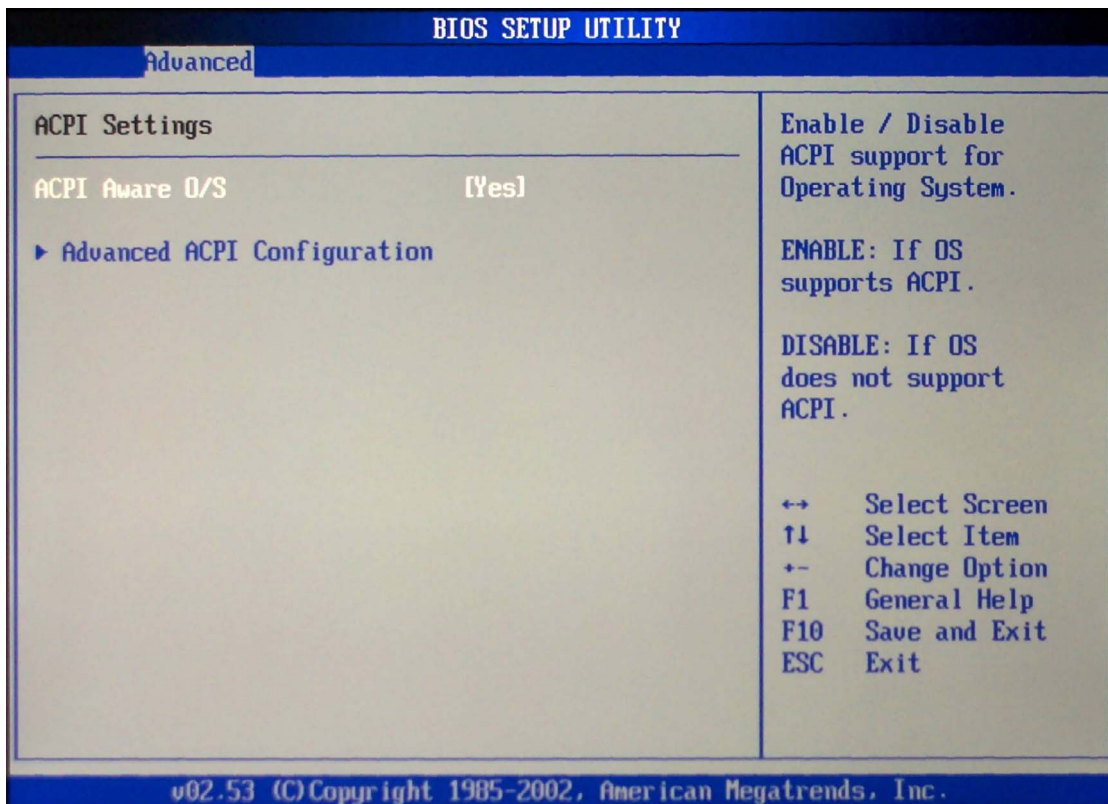 BIOS SETUP UTILITY
Advanced
ACPI Settings
ACPI Aware O/S [Yes]
▶ Advanced ACPI Configuration
Enable / Disable
ACPI support for
Operating System.
ENABLE: If OS
supports ACPI.
DISABLE: If OS
does not support
ACPI.
↔ Select Screen
↑↓ Select Item
+- Change Option
F1 General Help
F10 Save and Exit
ESC Exit
v02.53 (C)Copyright 1985-2002, American Megatrends, Inc.